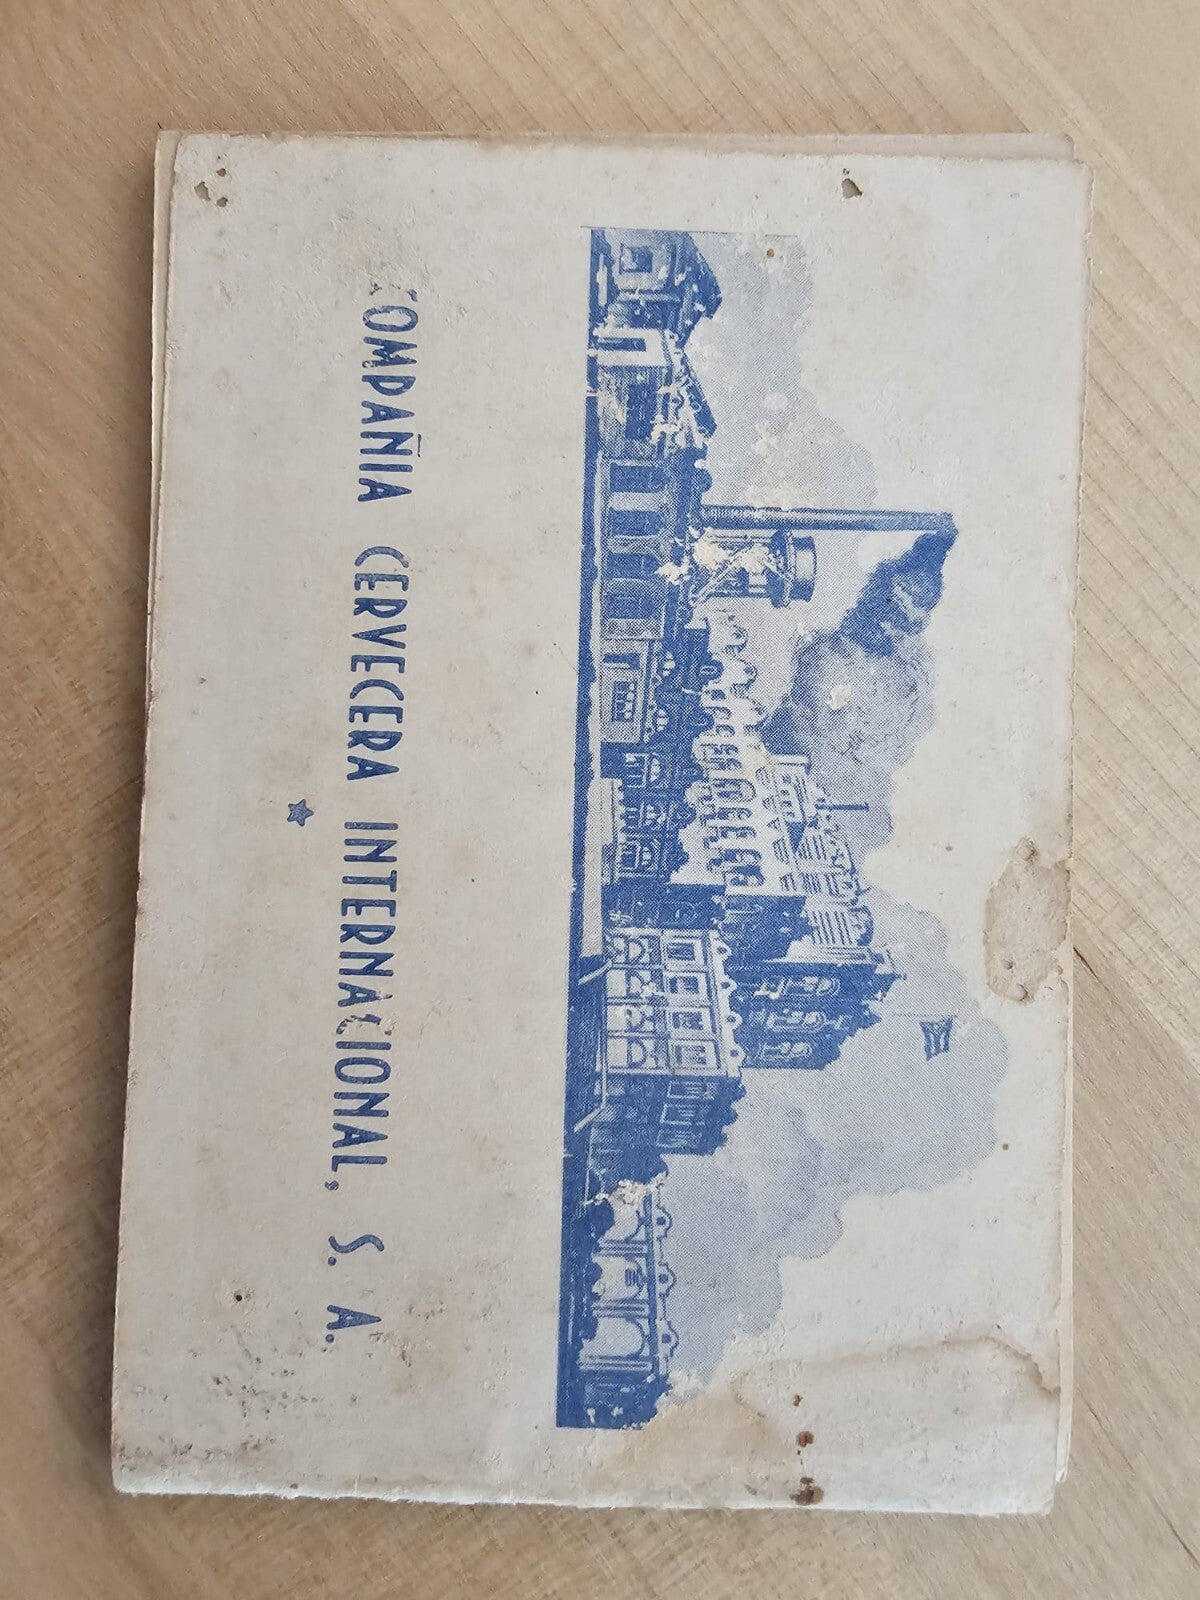 COMPAÑIA CERVECERA INTERNACIONAL, S. A.